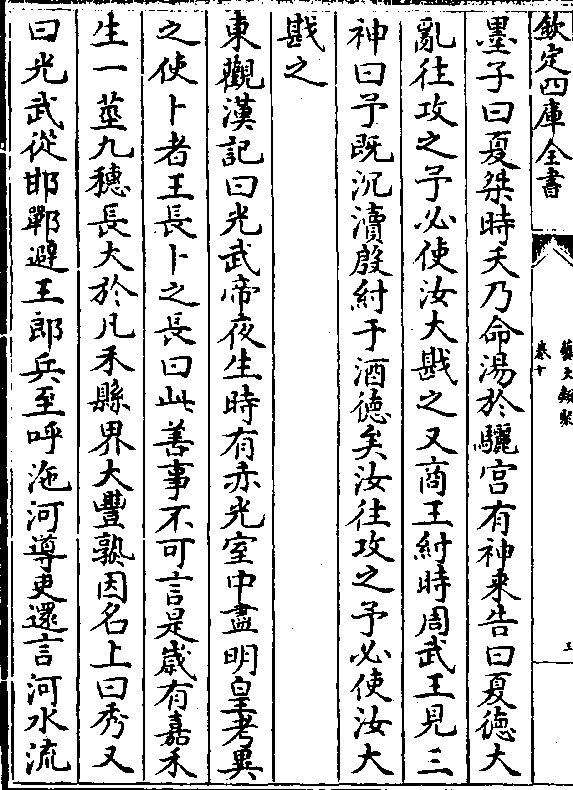 欽定四庫全書
藝文類聚
卷十
墨子曰夏桀時天乃命湯於驪宫有神來告曰夏徳大
亂往攻之予必使汝大戡之又商王紂時周武王見三
神曰予既沉瀆殷紂于酒徳矣汝往攻之予必使汝大
戡之
東觀漢記曰光武帝夜生時有赤光室中盡明皇考異
之使卜者王長卜之長曰此善事不可言是嵗有嘉禾
生一莖九穗長大於凡禾縣界大豐熟因名上曰秀又
曰光武從邯鄲避王郎兵至呼沲河導吏還言河水流